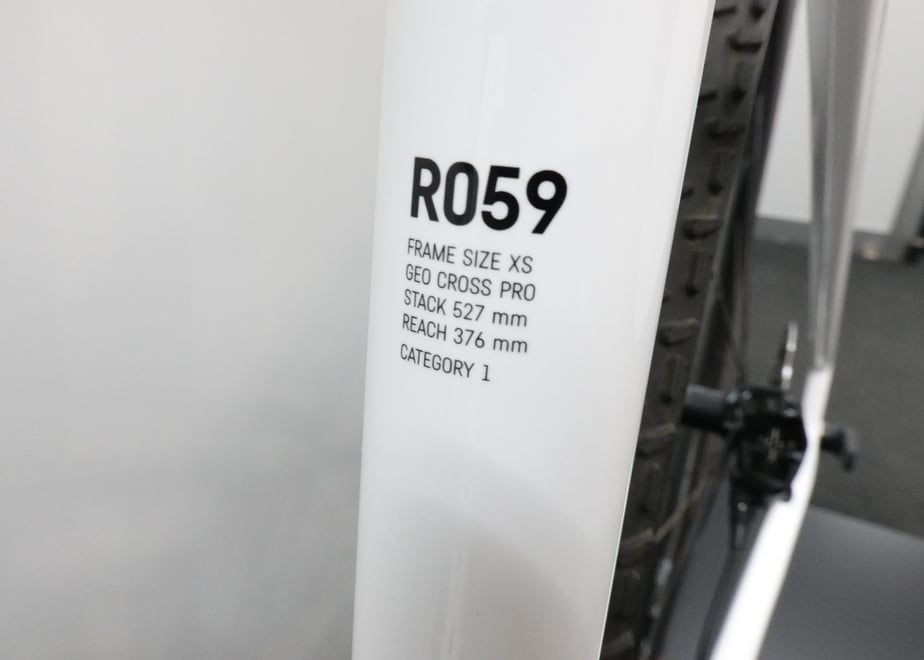 R059
FRAME SIZE XS
GEO CROSS PRO
STACK 527 mm
REACH 376 mm
CATEGORY 1